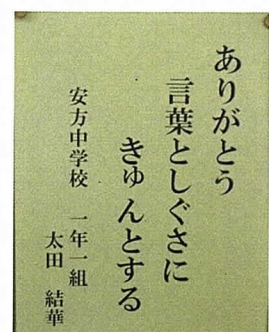 ありがとう
言葉としぐさに
きゅんとする
安方中学校　一年一組
太田　結華